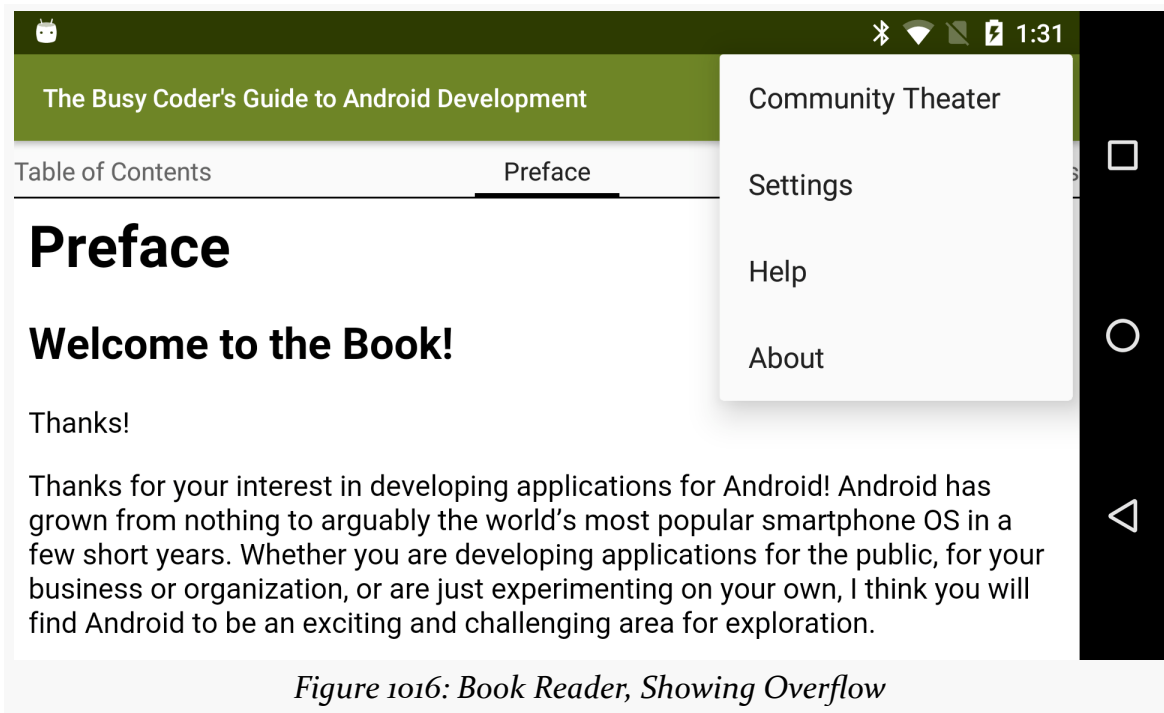 1:31
The Busy Coder's Guide to Android Development
Community Theater
Settings
Help
About
Table of Contents
Preface
s
Preface
Welcome to the Book!
Thanks!
Thanks for your interest in developing applications for Android! Android has
grown from nothing to arguably the world’s most popular smartphone OS in a
few short years. Whether you are developing applications for the public, for your
business or organization, or are just experimenting on your own, I think you will
find Android to be an exciting and challenging area for exploration.
Figure 1016: Book Reader, Showing Overflow